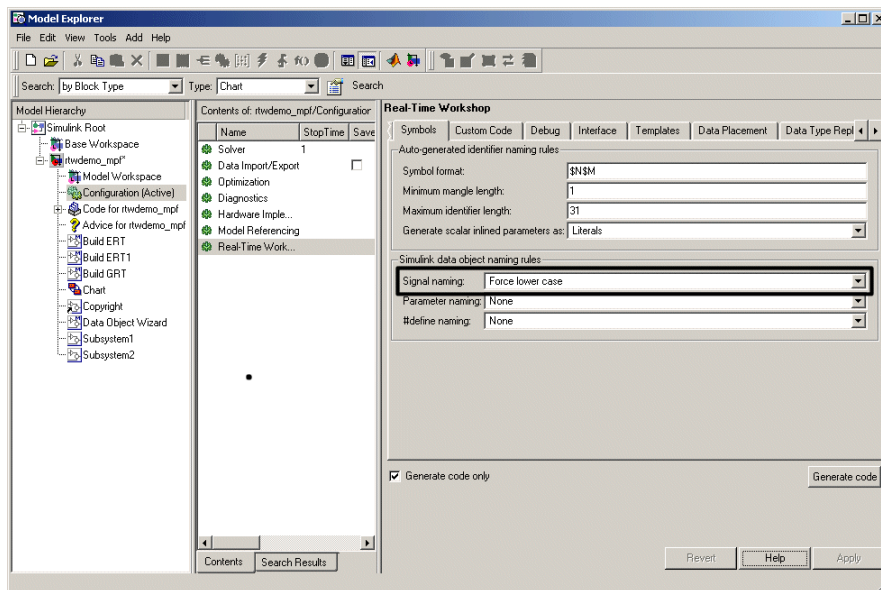 Model Explorer
File Edit View Tools Add Help
Search: by Block Type Type: Chart Search
Model Hierarchy
Simulink Root
Base Workspace
rtwdemo_mpf*
Model Workspace
Configuration (Active)
Code for rtwdemo_mpf
Advice for rtwdemo_mpf
Build ERT
Build ERT1
Build GRT
Chart
Copyright
Data Object Wizard
Subsystem1
Subsystem2
Contents of: rtwdemo_mpf/Configuration
Name StopTime Save
Solver 1
Data Import/Export
Optimization
Diagnostics
Hardware Imple...
Model Referencing
Real-Time Work...
Contents Search Results
Real-Time Workshop
Symbols Custom Code Debug Interface Templates Data Placement Data Type Repl
Auto-generated identifier naming rules
Symbol format: $N$M
Minimum mangle length: 1
Maximum identifier length: 31
Generate scalar inlined parameters as: Literals
Simulink data object naming rules
Signal naming: Force lower case
Parameter naming: None
#define naming: None
Generate code only Generate code
Revert Help Apply